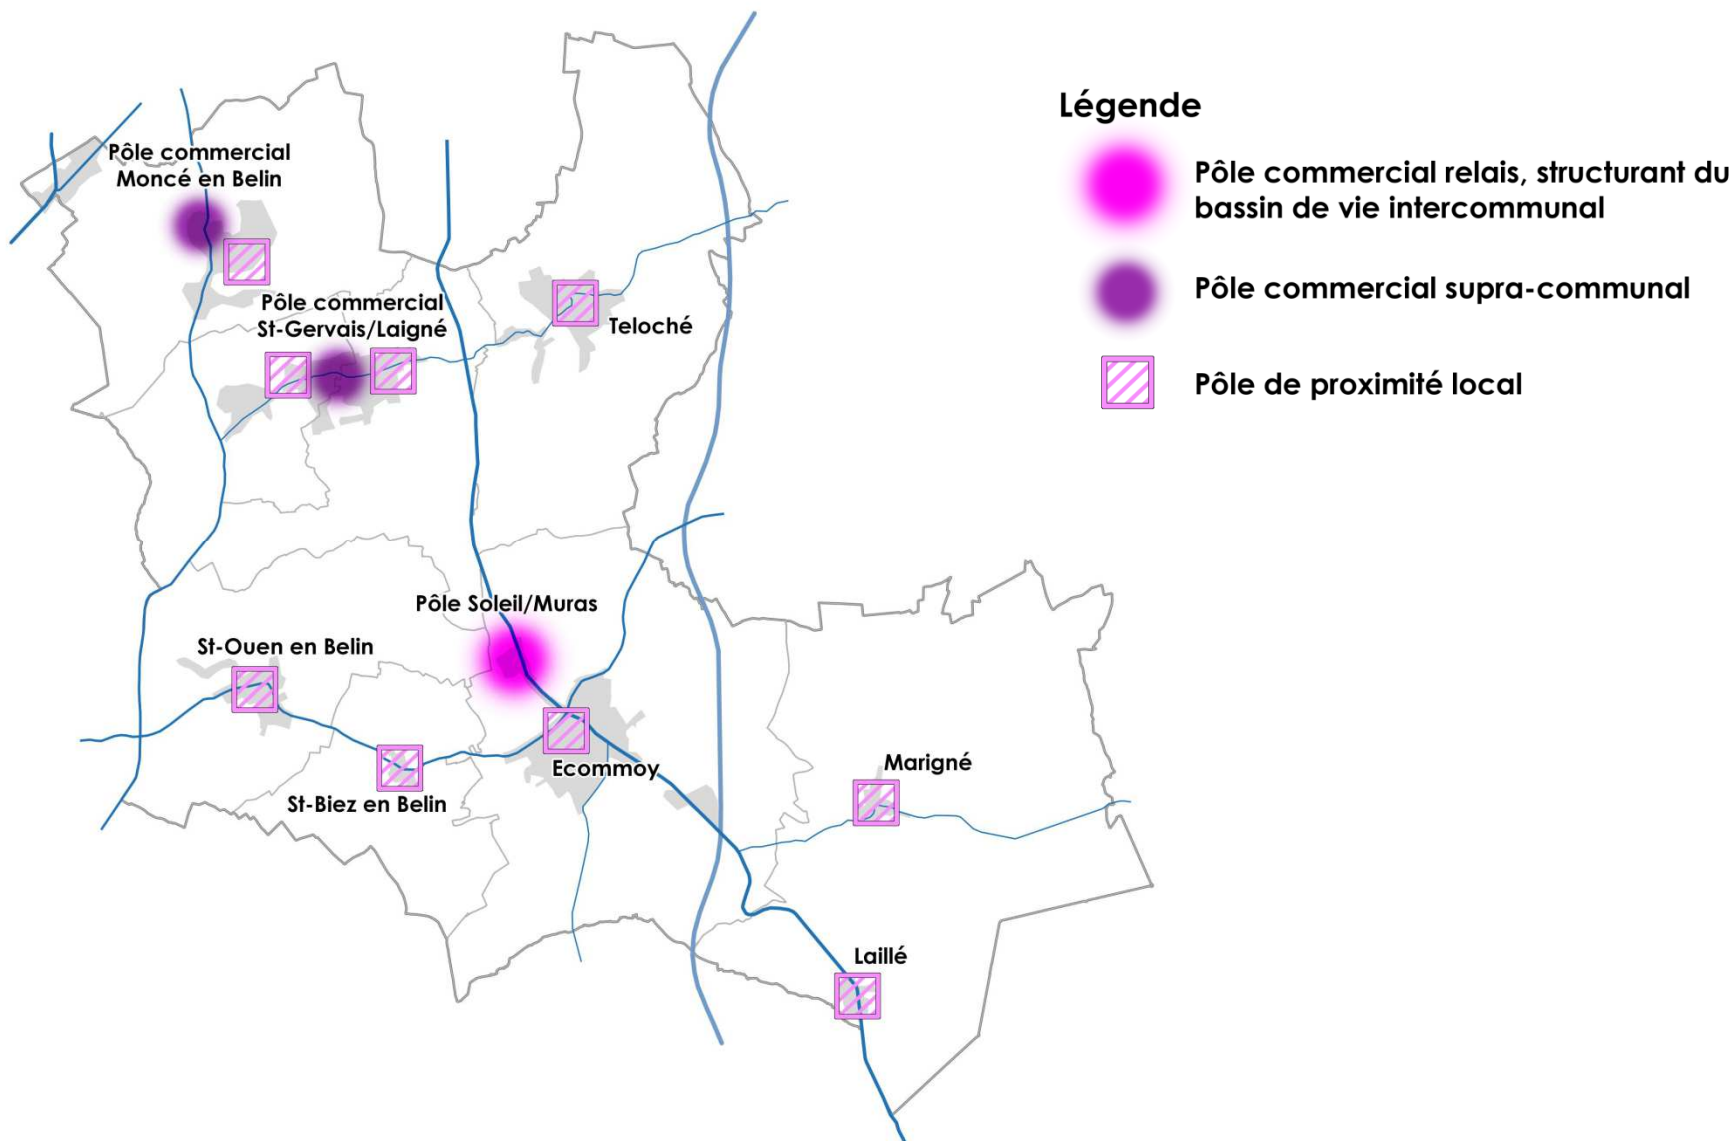 Légende
Pôle commercial relais, structurant du
bassin de vie intercommunal
Pôle commercial supra-communal
Pôle de proximité local
Pôle commercial
Moncé en Belin
Pôle commercial
St-Gervais/Laigné
Teloché
Pôle Soleil/Muras
St-Ouen en Belin
St-Biez en Belin
Ecommoy
Marigné
Laillé